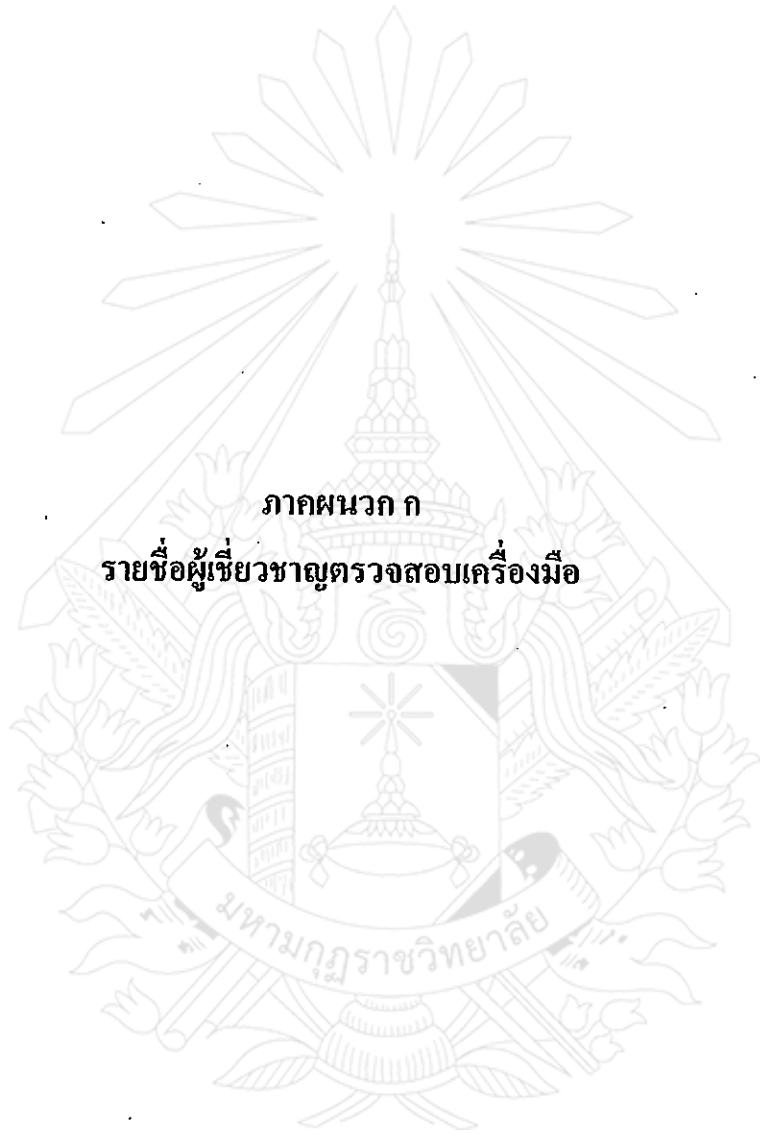 ภาคผนวก ก
รายชื่อผู้เชี่ยวชาญตรวจสอบเครื่องมือ
มหามกุฏราชวิทยาลัย